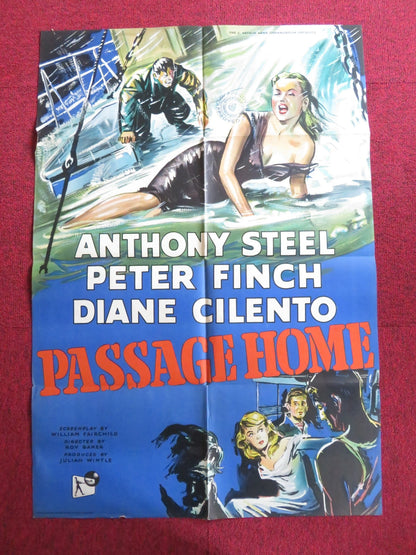 THE J. ARTHUR RANK ORGANISATION PRESENTS
ANTHONY STEEL
PETER FINCH
DIANE CILENTO
PASSAGE HOME
SCREENPLAY BY
WILLIAM FAIRCHILD
DIRECTED BY
ROY BAKER
PRODUCED BY
JULIAN WINTLE